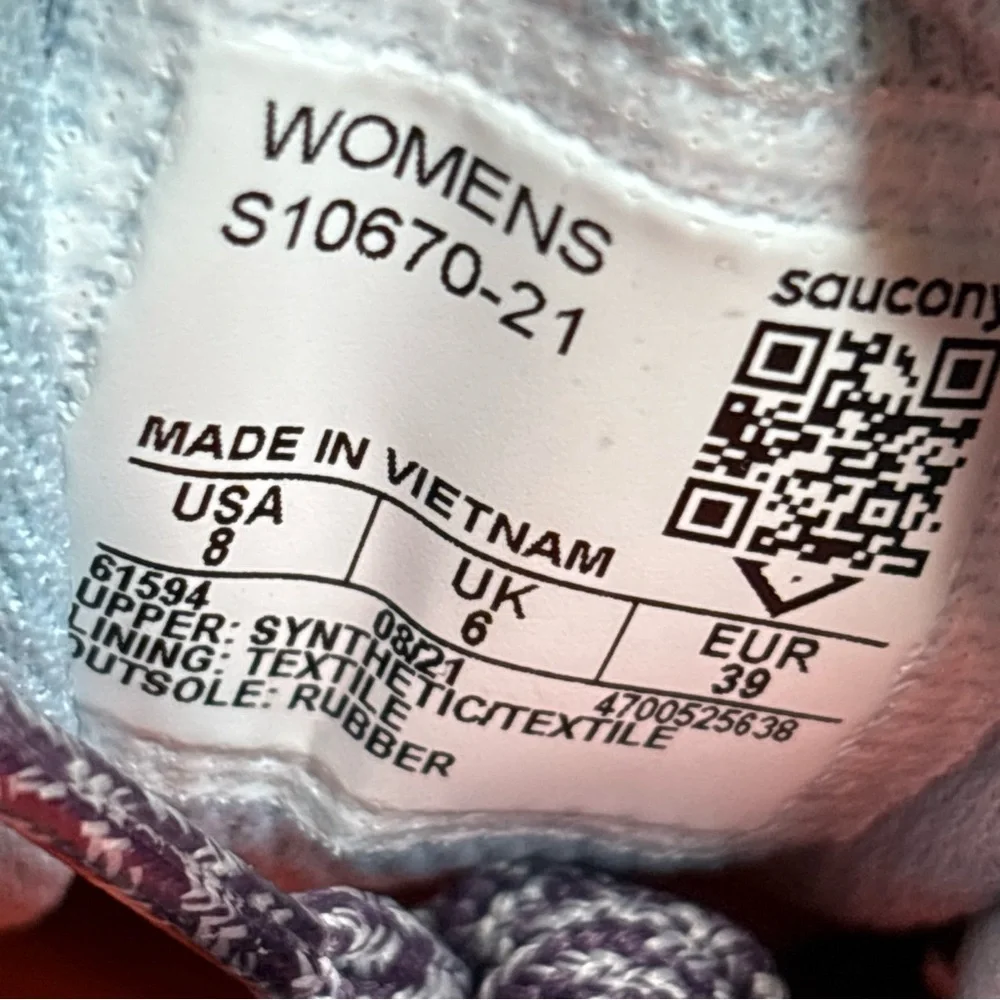 WOMENS
S10670-21
saucony
MADE IN VIETNAM
USA UK EUR
8 6 39
61594 08/21 4700525638
UPPER: SYNTHETIC/TEXTILE
LINING: TEXTILE
OUTSOLE: RUBBER